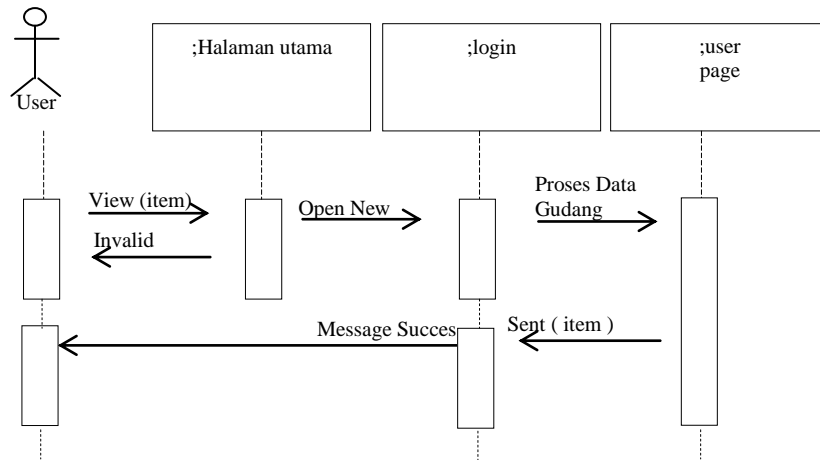 ;Halaman utama
;login
;user
page
User
View (item)
Open New
Proses Data
Gudang
Invalid
Message Succes
Sent ( item )